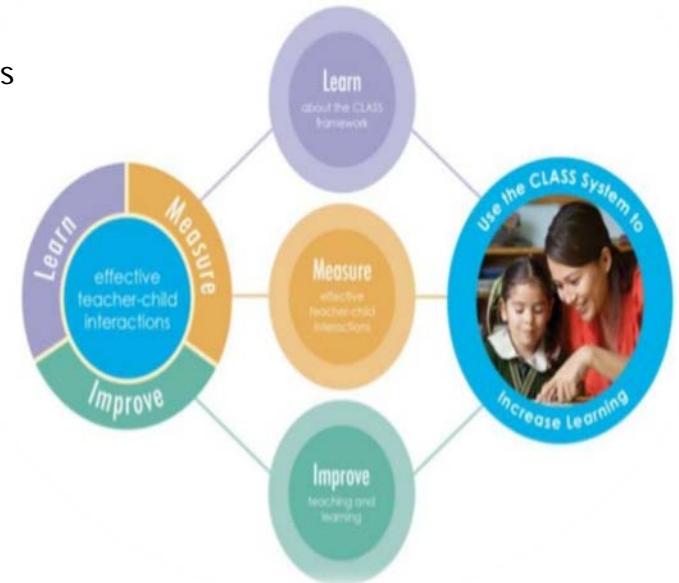 s
Learn
about the CLASS
framework
Learn
Measure
Improve
effective
teacher-child
interactions
Measure
effective
teacher-child
interactions
Use the CLASS System to
Increase Learning
Improve
teaching and
learning